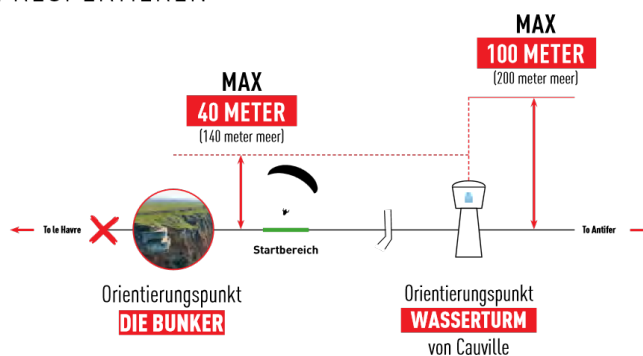 MAX
100 METER
(200 meter meer)
MAX
40 METER
(140 meter meer)
To le Havre
Startbereich
To Antifer
Orientierungspunkt
DIE BUNKER
Orientierungspunkt
WASSERTURM
von Cauville